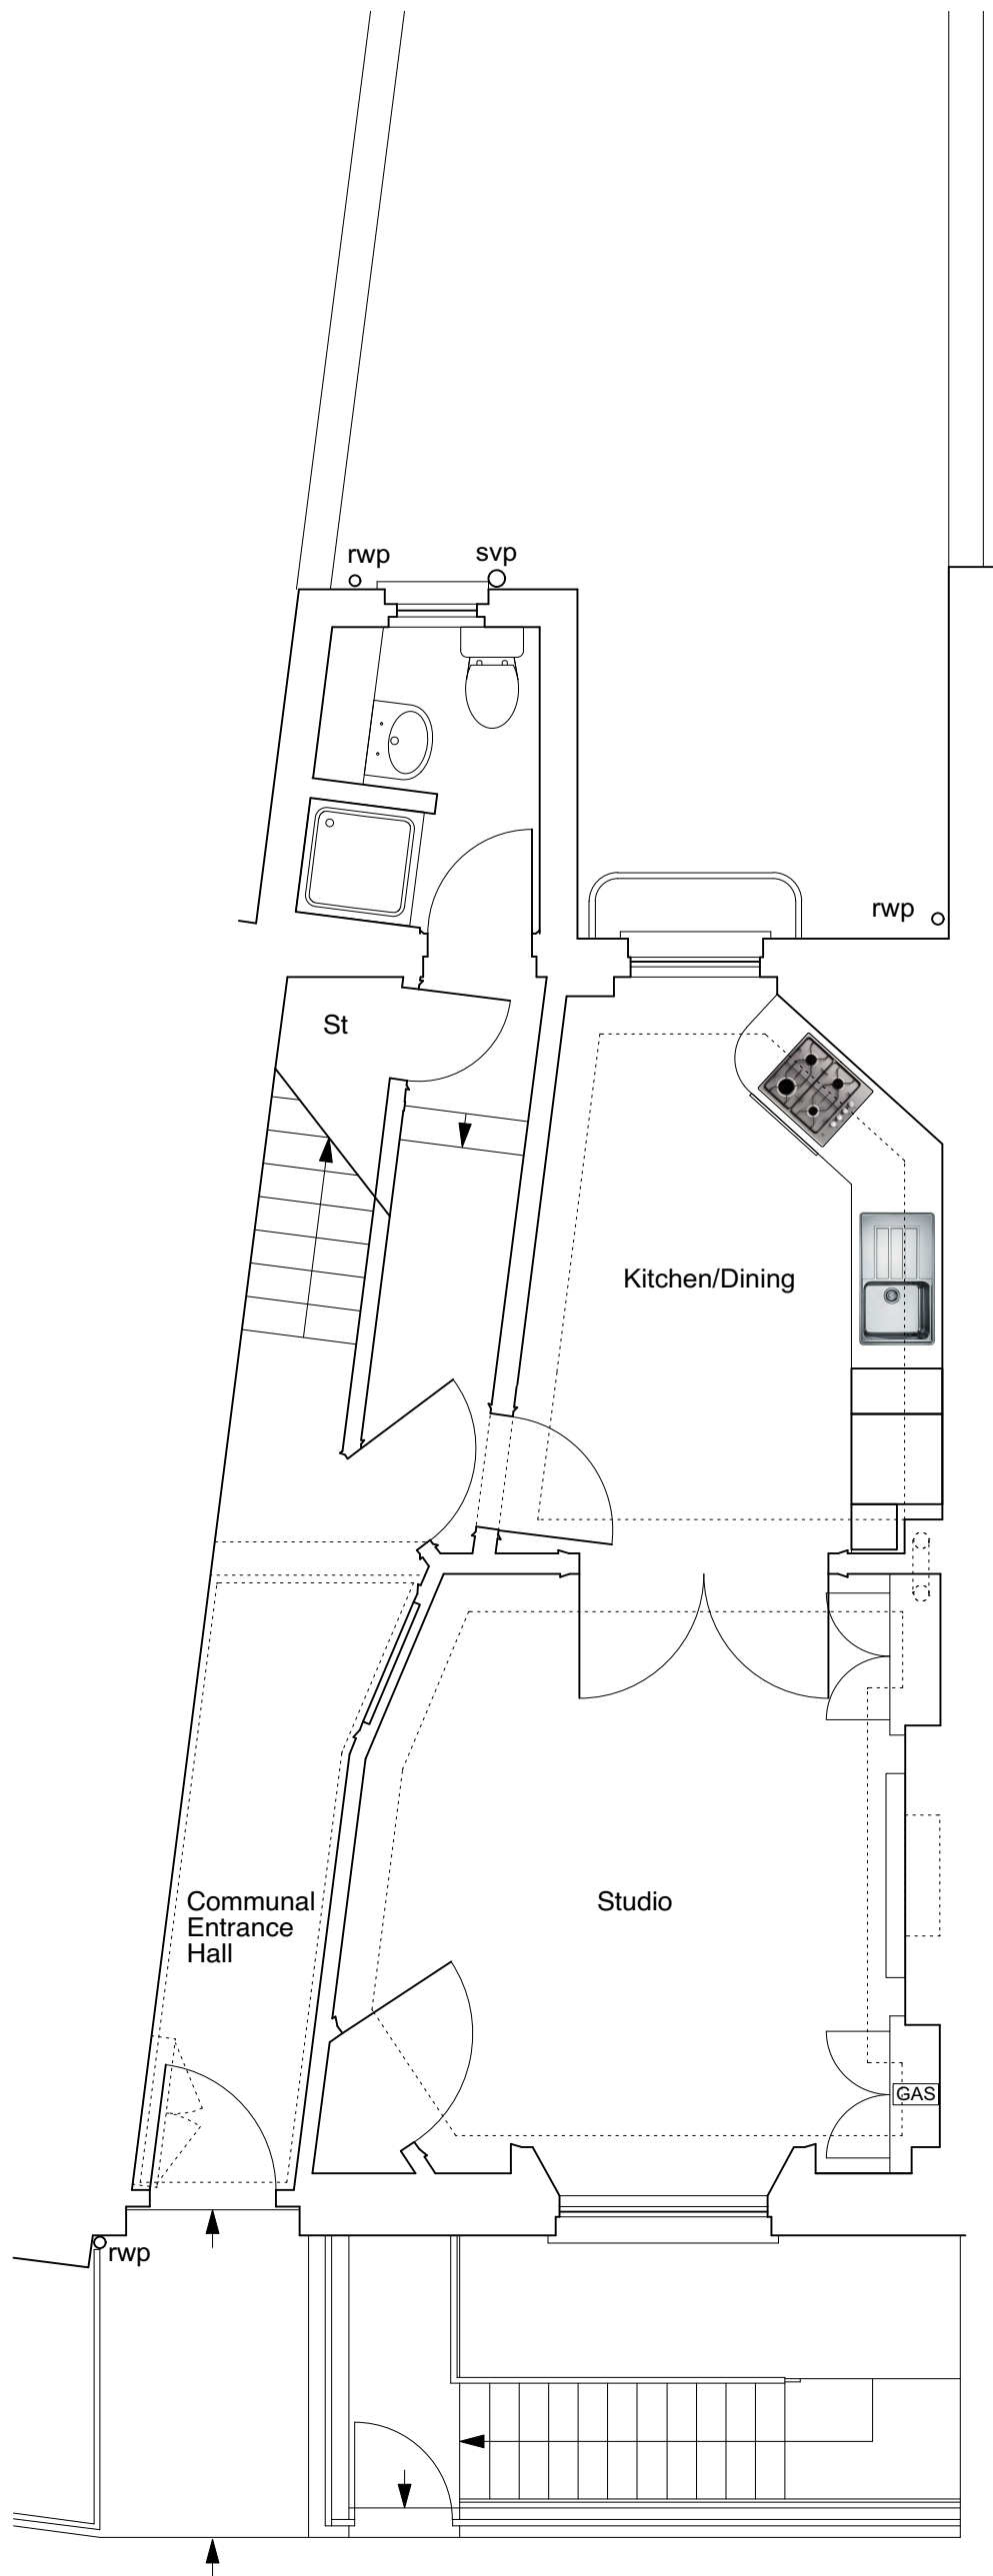 rwp
svp
rwp
St
Kitchen/Dining
Communal
Entrance
Hall
Studio
GAS
rwp